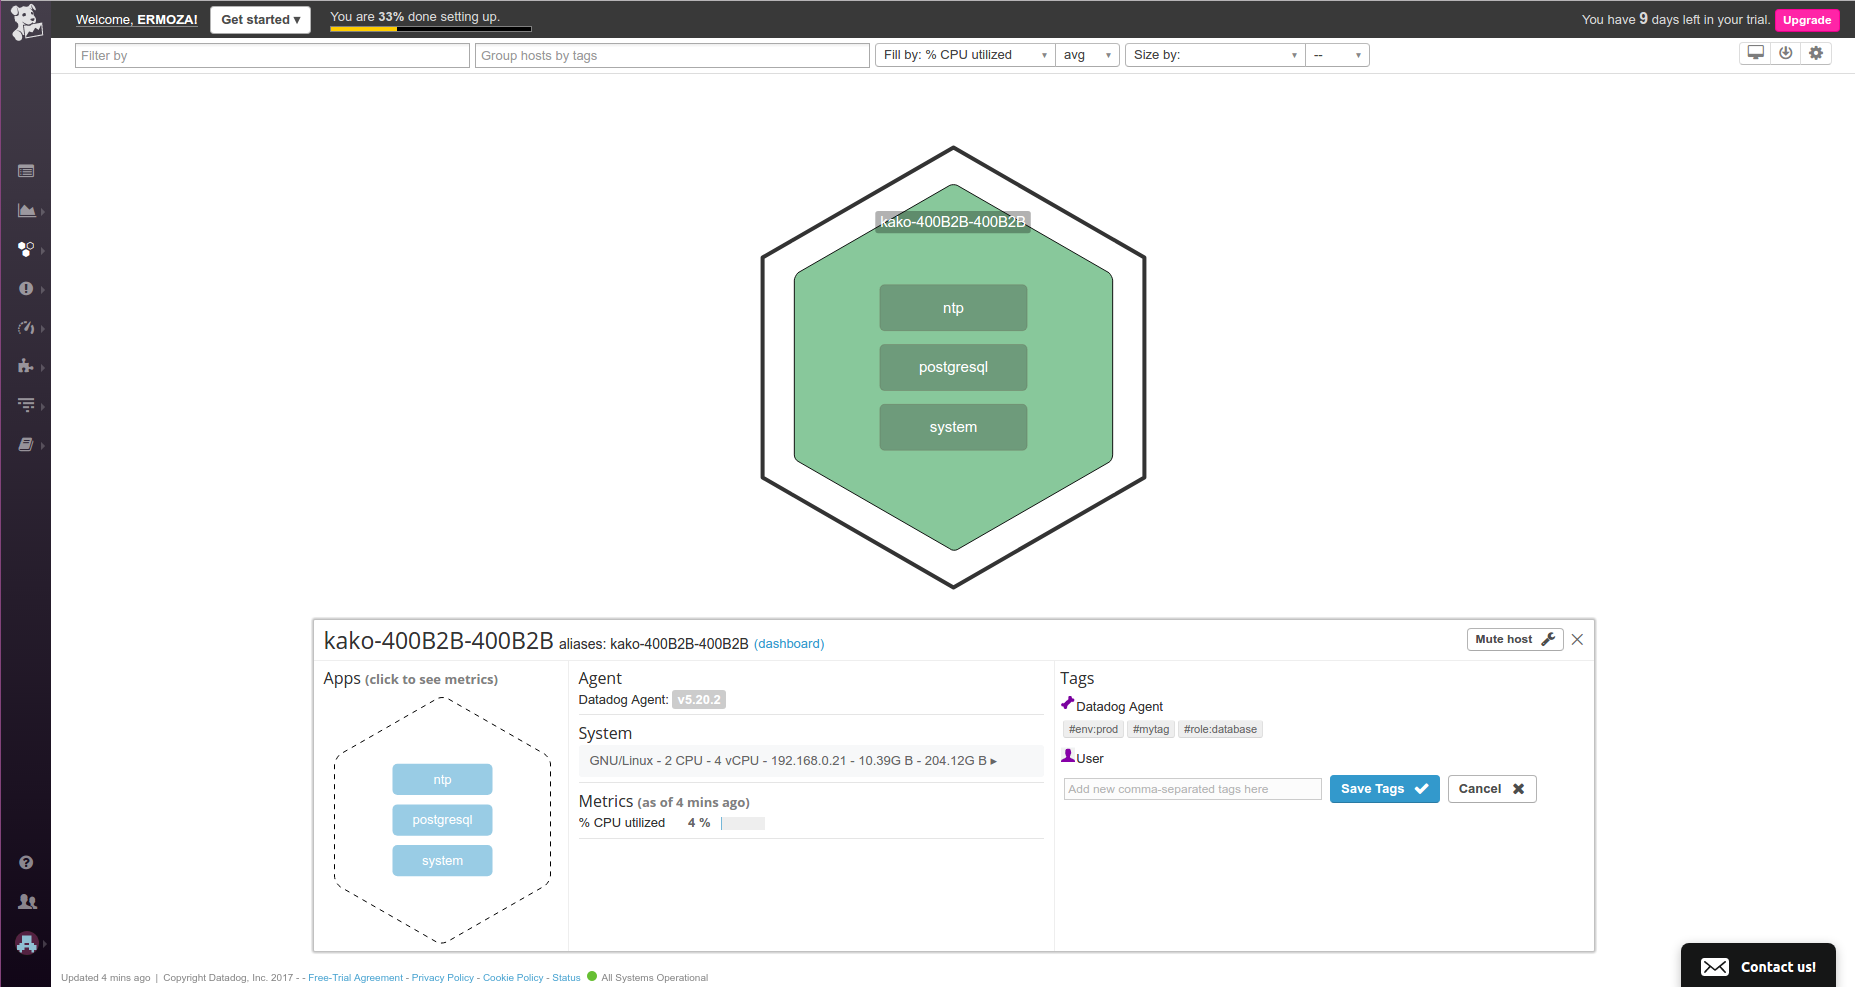 Welcome, ERMOZA! Get started ▾ You are 33% done setting up. You have 9 days left in your trial. Upgrade
Filter by Group hosts by tags Fill by: % CPU utilized avg Size by: --
kako-400B2B-400B2B
ntp
postgresql
system
kako-400B2B-400B2B aliases: kako-400B2B-400B2B (dashboard) Mute host
Apps (click to see metrics)
ntp
postgresql
system
Agent
Datadog Agent: v5.20.2
System
GNU/Linux - 2 CPU - 4 vCPU - 192.168.0.21 - 10.39G B - 204.12G B ▸
Metrics (as of 4 mins ago)
% CPU utilized 4 %
Tags
Datadog Agent
#env:prod #mytag #role:database
User
Add new comma-separated tags here Save Tags Cancel
Updated 4 mins ago | Copyright Datadog, Inc. 2017 - - Free-Trial Agreement - Privacy Policy - Cookie Policy - Status All Systems Operational
Contact us!